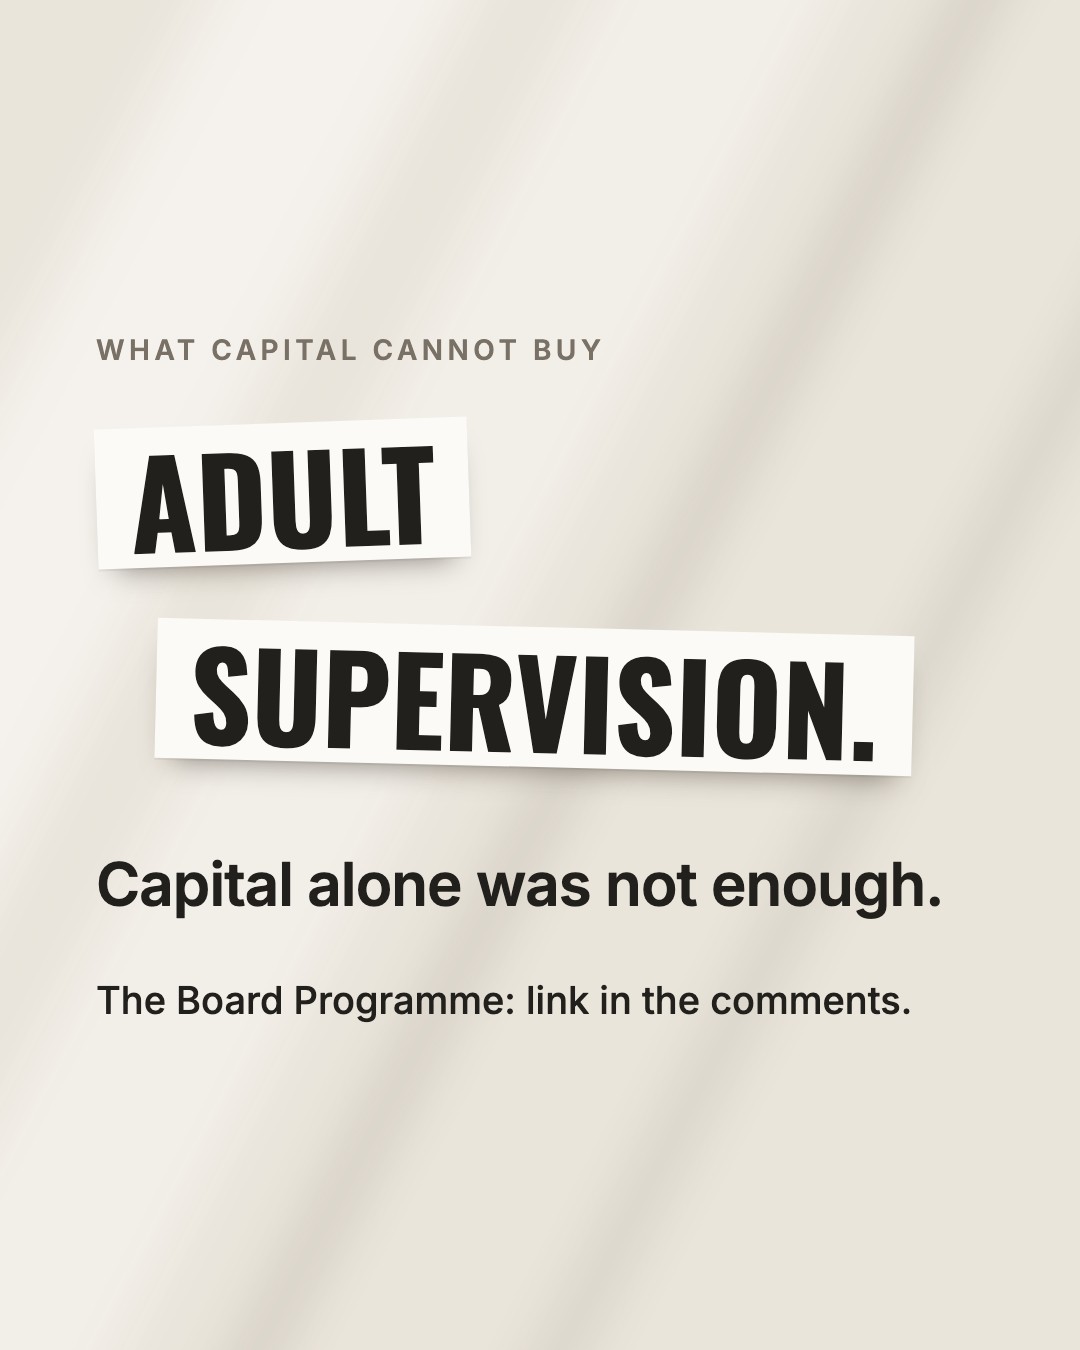 WHAT CAPITAL CANNOT BUY
ADULT
SUPERVISION.
Capital alone was not enough.
The Board Programme: link in the comments.